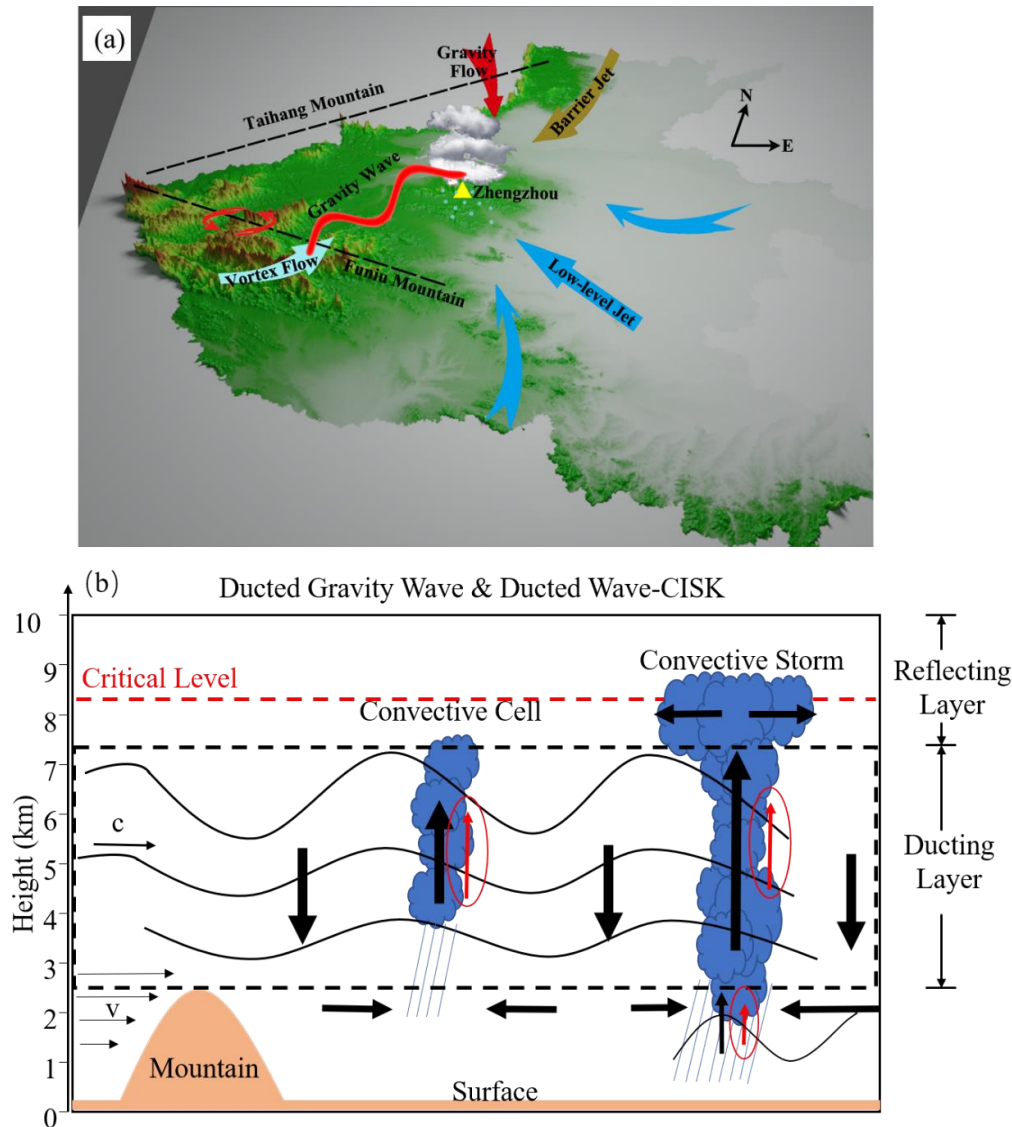 (a)
Gravity
Flow
Taihang Mountain
Barrier Jet
N
E
Gravity Wave
Zhengzhou
Vortex Flow
Funiu Mountain
Low-level Jet
(b)
Ducted Gravity Wave & Ducted Wave-CISK
10
9
8
7
6
5
4
3
2
1
0
Height (km)
Critical Level
Convective Cell
Convective Storm
Reflecting
Layer
c
Ducting
Layer
v
Mountain
Surface